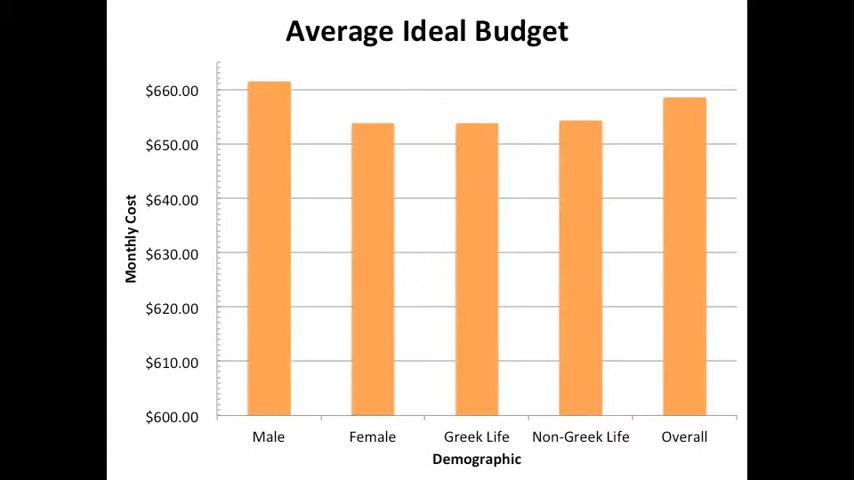 Average Ideal Budget
$660.00
$650.00
$640.00
$630.00
$620.00
$610.00
$600.00
Monthly Cost
Male Female Greek Life Non-Greek Life Overall
Demographic